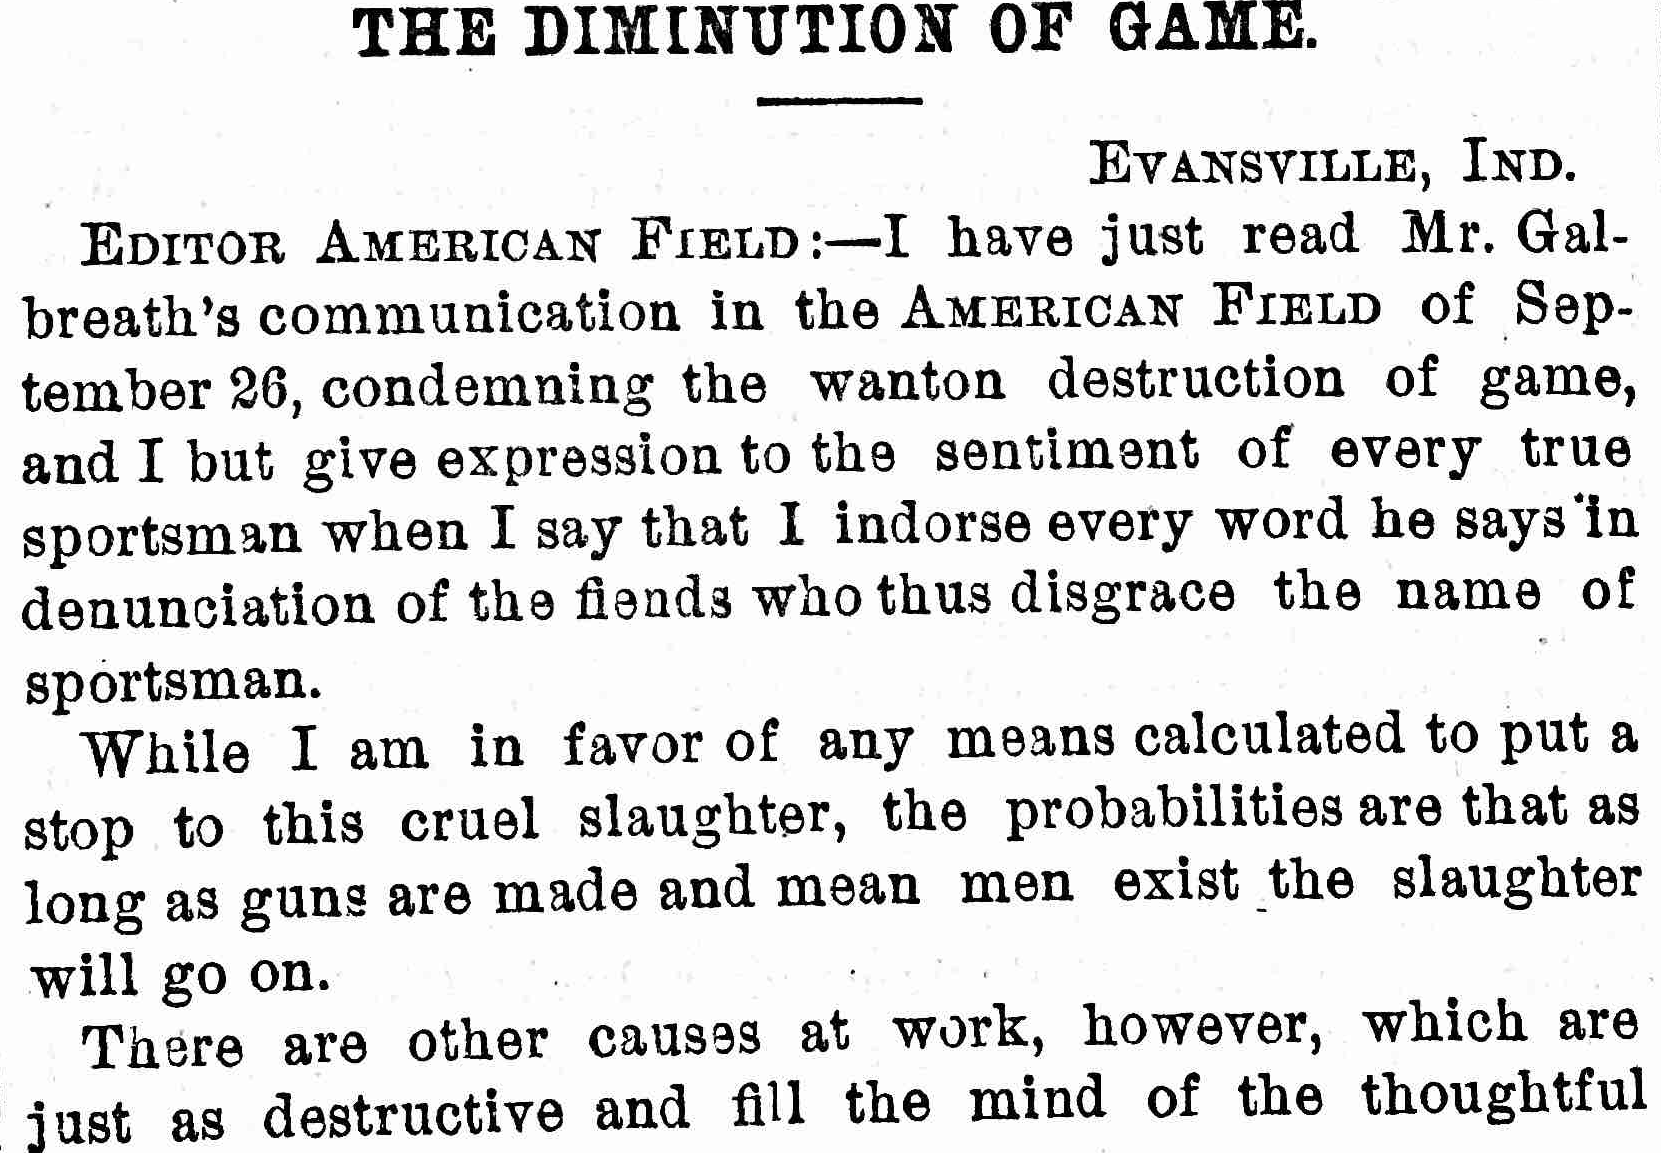 THE DIMINUTION OF GAME.
EVANSVILLE, IND.
EDITOR AMERICAN FIELD:—I have just read Mr. Gal-
breath's communication in the AMERICAN FIELD of Sep-
tember 26, condemning the wanton destruction of game,
and I but give expression to the sentiment of every true
sportsman when I say that I indorse every word he says in
denunciation of the fiends who thus disgrace the name of
sportsman.
While I am in favor of any means calculated to put a
stop to this cruel slaughter, the probabilities are that as
long as guns are made and mean men exist the slaughter
will go on.
There are other causes at work, however, which are
just as destructive and fill the mind of the thoughtful